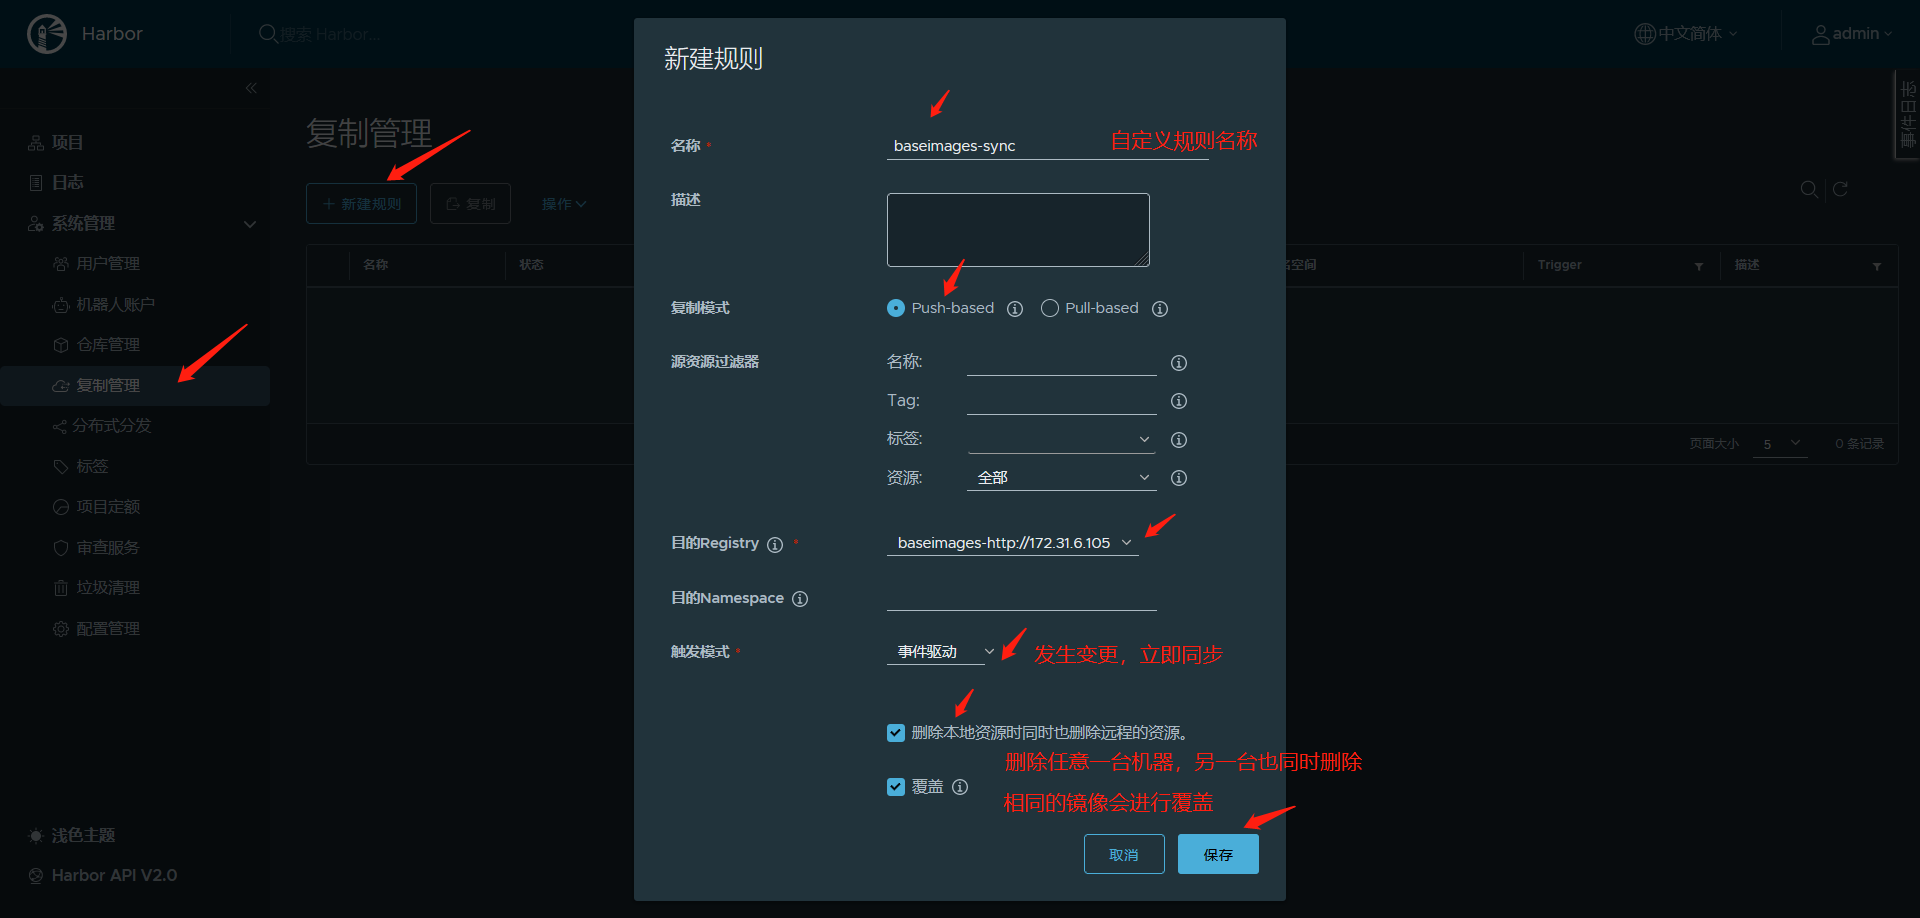 Harbor
搜索 Harbor...
中文简体
admin
事件日志
项目
日志
系统管理
用户管理
机器人账户
仓库管理
复制管理
分布式分发
标签
项目定额
审查服务
垃圾清理
配置管理
浅色主题
Harbor API V2.0
复制管理
新建规则
复制
操作
名称
状态
名空间
Trigger
描述
页面大小 5 0 条记录
新建规则
名称 * baseimages-sync 自定义规则名称
描述
复制模式 Push-based Pull-based
源资源过滤器 名称:
Tag:
标签:
资源: 全部
目的Registry * baseimages-http://172.31.6.105
目的Namespace
触发模式 * 事件驱动 发生变更，立即同步
删除本地资源时同时也删除远程的资源。
删除任意一台机器，另一台也同时删除
覆盖
相同的镜像会进行覆盖
取消 保存